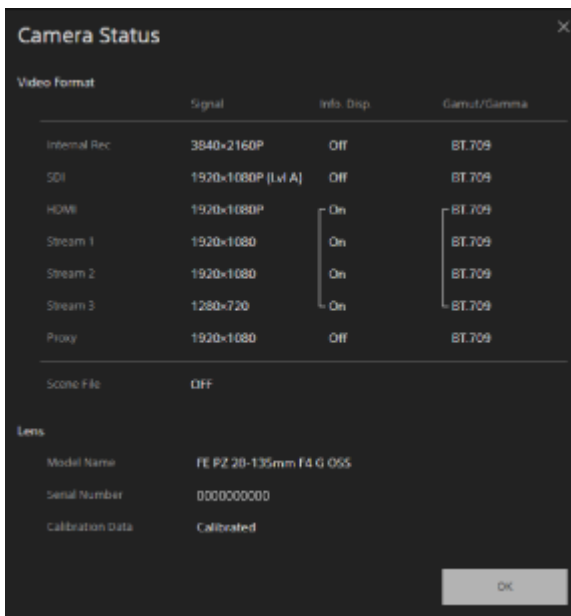 Camera Status
Video Format
Signal Info. Disp. Gamut/Gamma
Internal Rec 3840×2160P Off BT.709
SDI 1920×1080P (Lvl A) Off BT.709
HDMI 1920×1080P On BT.709
Stream 1 1920×1080 On BT.709
Stream 2 1920×1080 On BT.709
Stream 3 1280×720 On BT.709
Proxy 1920×1080 Off BT.709
Scene File OFF
Lens
Model Name FE PZ 28-135mm F4 G OSS
Serial Number 0000000000
Calibration Data Calibrated
OK